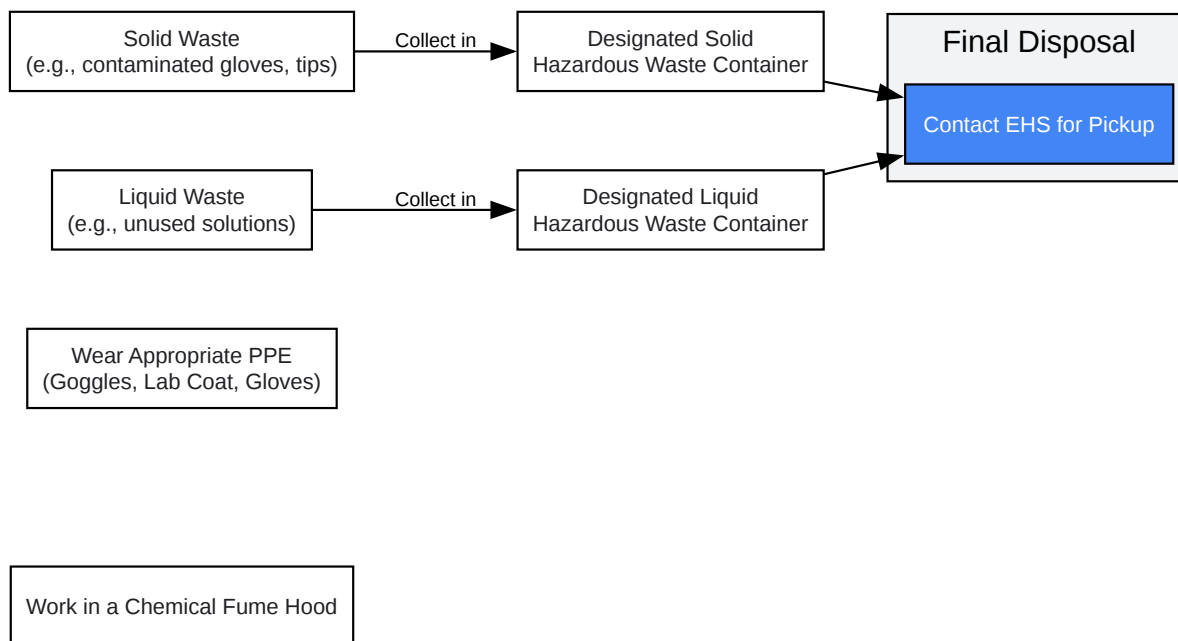 Solid Waste
(e.g., contaminated gloves, tips)
Collect in
Designated Solid
Hazardous Waste Container
Final Disposal
Contact EHS for Pickup
Liquid Waste
(e.g., unused solutions)
Collect in
Designated Liquid
Hazardous Waste Container
Wear Appropriate PPE
(Goggles, Lab Coat, Gloves)
Work in a Chemical Fume Hood